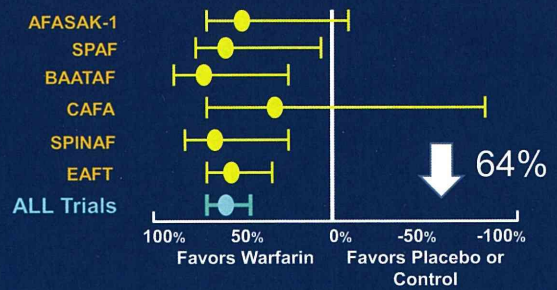 AFASAK-1
SPAF
BAATAF
CAFA
SPINAF
EAFT
ALL Trials
64%
100% 50% 0% -50% -100%
Favors Warfarin
Favors Placebo or
Control